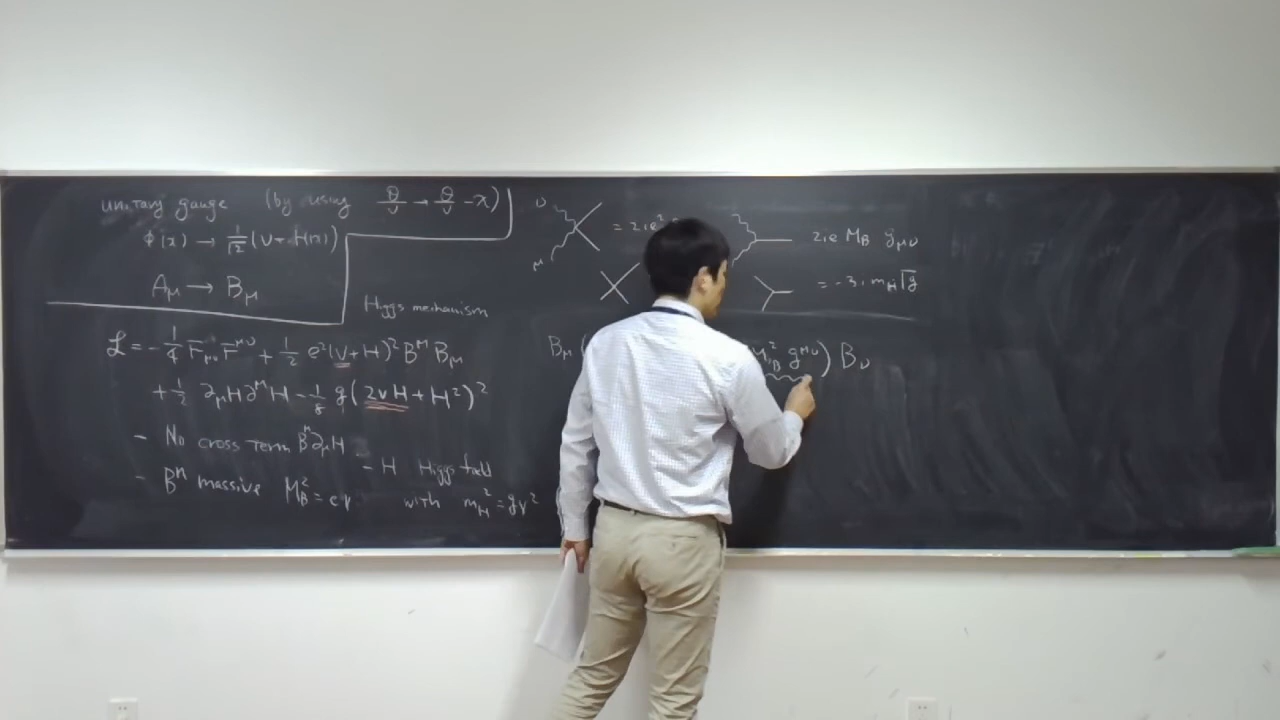 unitary gauge (by using θ/v → θ/v - χ)
φ(x) → 1/√2 (v + H(x))
A_μ → B_μ
Higgs mechanism
ℒ = -1/4 F_μν F^μν + 1/2 e²(v+H)² B^μ B_μ
+ 1/2 ∂_μH ∂^μH - 1/8 g(2vH + H²)²
- No cross term B^μ∂_μH
- B^μ massive M_B² = ev
- H Higgs field
with m_H² = gv²
ν
μ
= 2ie²
2ie M_B g_μν
= -3i m_H √g
B_μ (
M_B² g^μν) B_ν